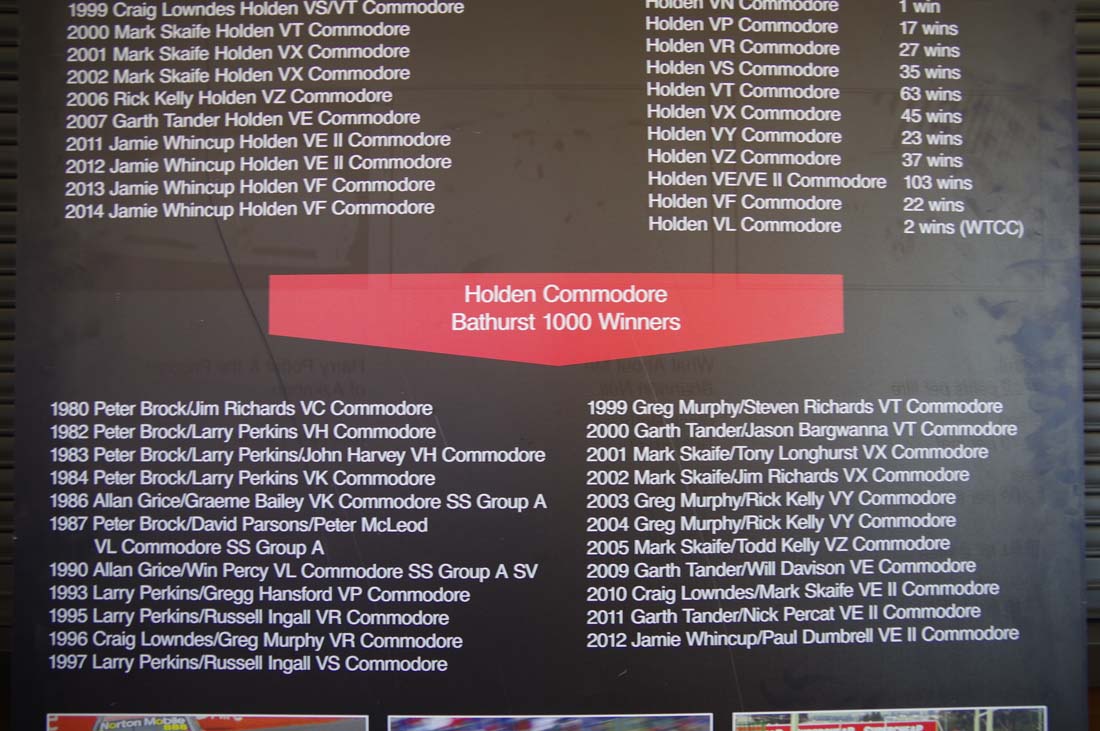 1999 Craig Lowndes Holden VS/VT Commodore
2000 Mark Skaife Holden VT Commodore
2001 Mark Skaife Holden VX Commodore
2002 Mark Skaife Holden VX Commodore
2006 Rick Kelly Holden VZ Commodore
2007 Garth Tander Holden VE Commodore
2011 Jamie Whincup Holden VE II Commodore
2012 Jamie Whincup Holden VE II Commodore
2013 Jamie Whincup Holden VF Commodore
2014 Jamie Whincup Holden VF Commodore
Holden VN Commodore 1 win
Holden VP Commodore 17 wins
Holden VR Commodore 27 wins
Holden VS Commodore 35 wins
Holden VT Commodore 63 wins
Holden VX Commodore 45 wins
Holden VY Commodore 23 wins
Holden VZ Commodore 37 wins
Holden VE/VE II Commodore 103 wins
Holden VF Commodore 22 wins
Holden VL Commodore 2 wins (WTCC)
Holden Commodore
Bathurst 1000 Winners
1980 Peter Brock/Jim Richards VC Commodore
1982 Peter Brock/Larry Perkins VH Commodore
1983 Peter Brock/Larry Perkins/John Harvey VH Commodore
1984 Peter Brock/Larry Perkins VK Commodore
1986 Allan Grice/Graeme Bailey VK Commodore SS Group A
1987 Peter Brock/David Parsons/Peter McLeod
VL Commodore SS Group A
1990 Allan Grice/Win Percy VL Commodore SS Group A SV
1993 Larry Perkins/Gregg Hansford VP Commodore
1995 Larry Perkins/Russell Ingall VR Commodore
1996 Craig Lowndes/Greg Murphy VR Commodore
1997 Larry Perkins/Russell Ingall VS Commodore
1999 Greg Murphy/Steven Richards VT Commodore
2000 Garth Tander/Jason Bargwanna VT Commodore
2001 Mark Skaife/Tony Longhurst VX Commodore
2002 Mark Skaife/Jim Richards VX Commodore
2003 Greg Murphy/Rick Kelly VY Commodore
2004 Greg Murphy/Rick Kelly VY Commodore
2005 Mark Skaife/Todd Kelly VZ Commodore
2009 Garth Tander/Will Davison VE Commodore
2010 Craig Lowndes/Mark Skaife VE II Commodore
2011 Garth Tander/Nick Percat VE II Commodore
2012 Jamie Whincup/Paul Dumbrell VE II Commodore
Norton Mobile